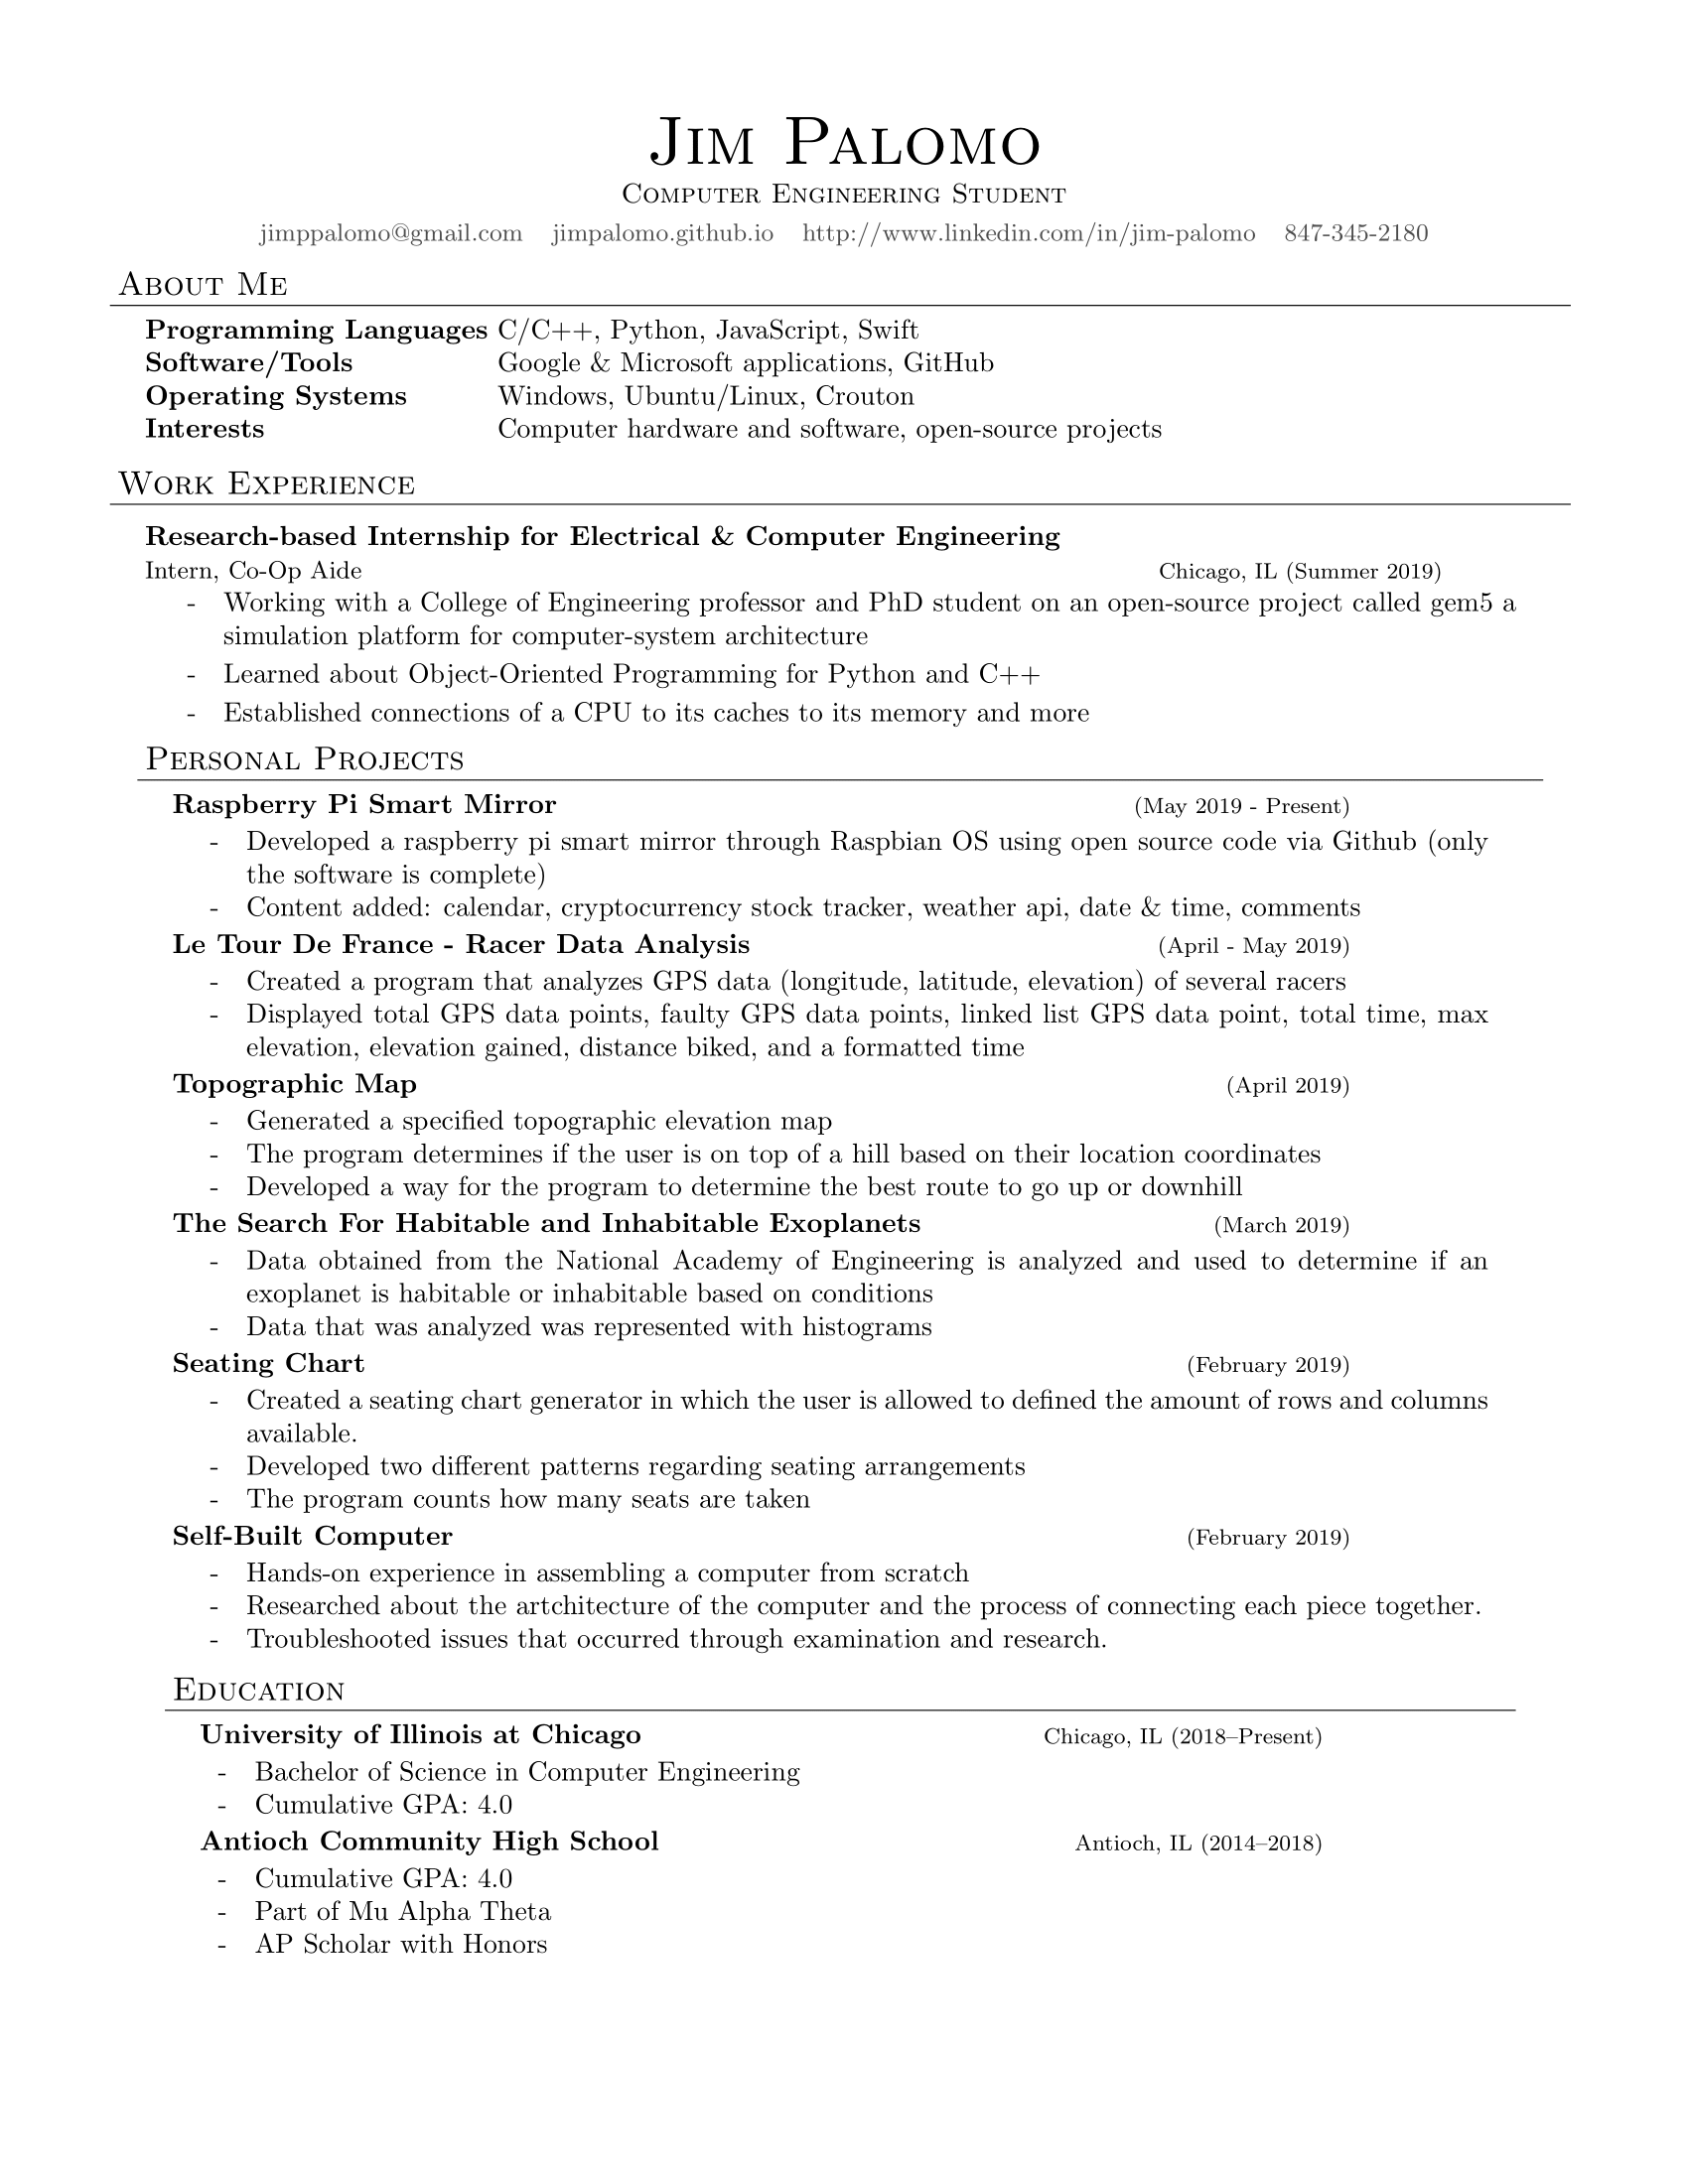 Jim Palomo
Computer Engineering Student
jimppalomo@gmail.com jimpalomo.github.io http://www.linkedin.com/in/jim-palomo 847-345-2180
About Me
Programming Languages C/C++, Python, JavaScript, Swift
Software/Tools Google & Microsoft applications, GitHub
Operating Systems Windows, Ubuntu/Linux, Crouton
Interests Computer hardware and software, open-source projects
Work Experience
Research-based Internship for Electrical & Computer Engineering
Intern, Co-Op Aide Chicago, IL (Summer 2019)
- Working with a College of Engineering professor and PhD student on an open-source project called gem5 a
simulation platform for computer-system architecture
- Learned about Object-Oriented Programming for Python and C++
- Established connections of a CPU to its caches to its memory and more
Personal Projects
Raspberry Pi Smart Mirror (May 2019 - Present)
- Developed a raspberry pi smart mirror through Raspbian OS using open source code via Github (only
the software is complete)
- Content added: calendar, cryptocurrency stock tracker, weather api, date & time, comments
Le Tour De France - Racer Data Analysis (April - May 2019)
- Created a program that analyzes GPS data (longitude, latitude, elevation) of several racers
- Displayed total GPS data points, faulty GPS data points, linked list GPS data point, total time, max
elevation, elevation gained, distance biked, and a formatted time
Topographic Map (April 2019)
- Generated a specified topographic elevation map
- The program determines if the user is on top of a hill based on their location coordinates
- Developed a way for the program to determine the best route to go up or downhill
The Search For Habitable and Inhabitable Exoplanets (March 2019)
- Data obtained from the National Academy of Engineering is analyzed and used to determine if an
exoplanet is habitable or inhabitable based on conditions
- Data that was analyzed was represented with histograms
Seating Chart (February 2019)
- Created a seating chart generator in which the user is allowed to defined the amount of rows and columns
available.
- Developed two different patterns regarding seating arrangements
- The program counts how many seats are taken
Self-Built Computer (February 2019)
- Hands-on experience in assembling a computer from scratch
- Researched about the artchitecture of the computer and the process of connecting each piece together.
- Troubleshooted issues that occurred through examination and research.
Education
University of Illinois at Chicago Chicago, IL (2018–Present)
- Bachelor of Science in Computer Engineering
- Cumulative GPA: 4.0
Antioch Community High School Antioch, IL (2014–2018)
- Cumulative GPA: 4.0
- Part of Mu Alpha Theta
- AP Scholar with Honors